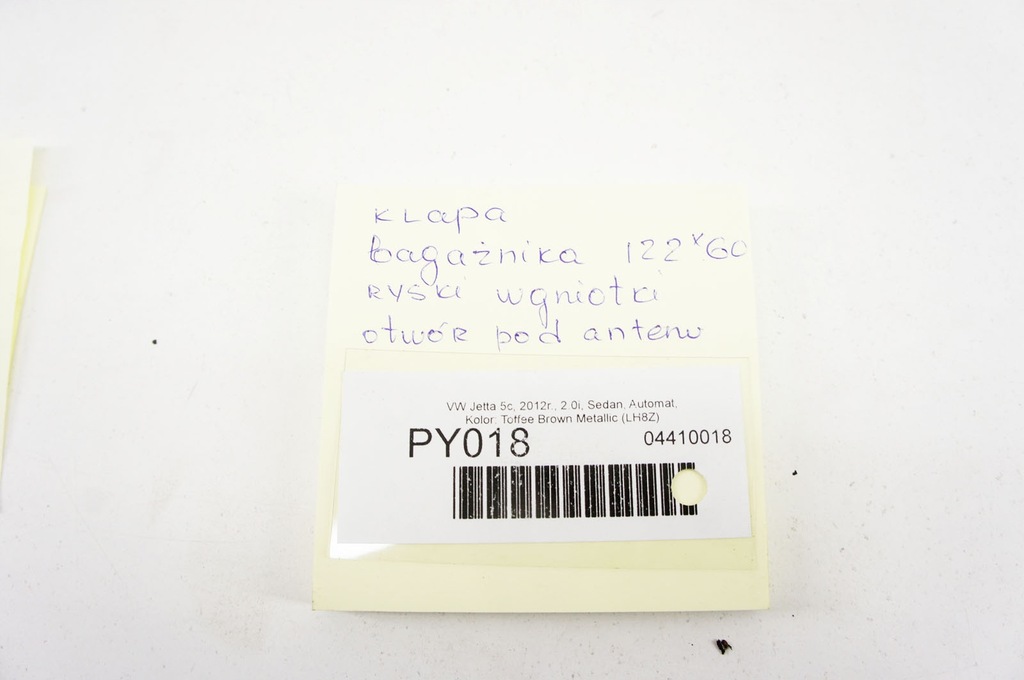 KLapa
bagażnika 122x60
RYSKi wgniotki
otwóR pod antenu
VW Jetta 5c, 2012r., 2.0i, Sedan, Automat,
Kolor: Toffee Brown Metallic (LH8Z)
PY018 04410018